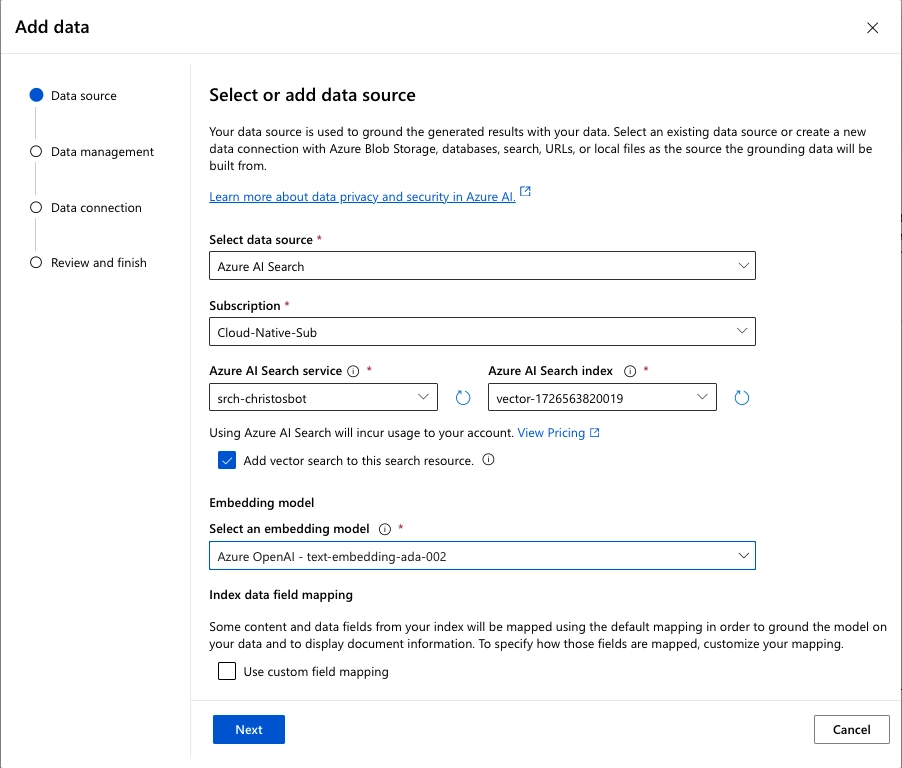 Add data
Data source
Data management
Data connection
Review and finish
Select or add data source
Your data source is used to ground the generated results with your data. Select an existing data source or create a new
data connection with Azure Blob Storage, databases, search, URLs, or local files as the source the grounding data will be
built from.
Learn more about data privacy and security in Azure AI.
Select data source *
Azure AI Search
Subscription *
Cloud-Native-Sub
Azure AI Search service * Azure AI Search index *
srch-christosbot vector-1726563820019
Using Azure AI Search will incur usage to your account. View Pricing
Add vector search to this search resource.
Embedding model
Select an embedding model *
Azure OpenAI - text-embedding-ada-002
Index data field mapping
Some content and data fields from your index will be mapped using the default mapping in order to ground the model on
your data and to display document information. To specify how those fields are mapped, customize your mapping.
Use custom field mapping
Next Cancel